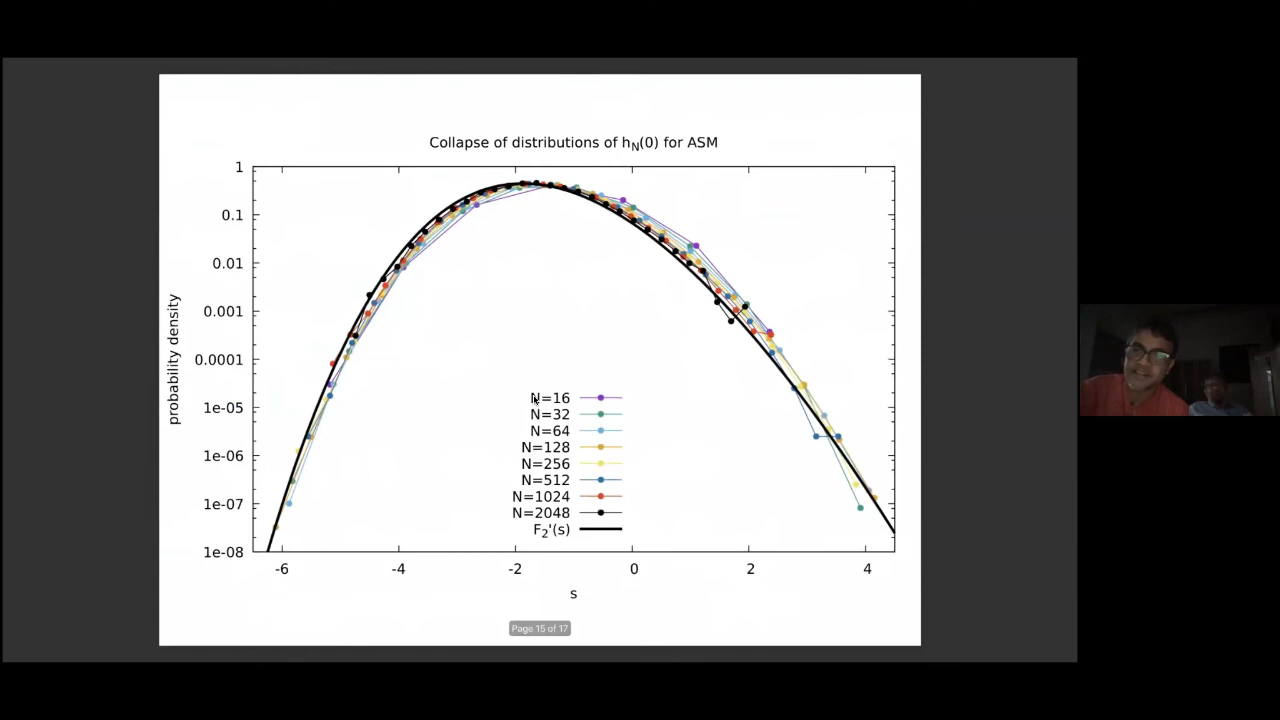 Collapse of distributions of h_N(0) for ASM
1
0.1
0.01
0.001
0.0001
1e-05
1e-06
1e-07
1e-08
probability density
N=16
N=32
N=64
N=128
N=256
N=512
N=1024
N=2048
F_2'(s)
-6 -4 -2 0 2 4
s
Page 15 of 17